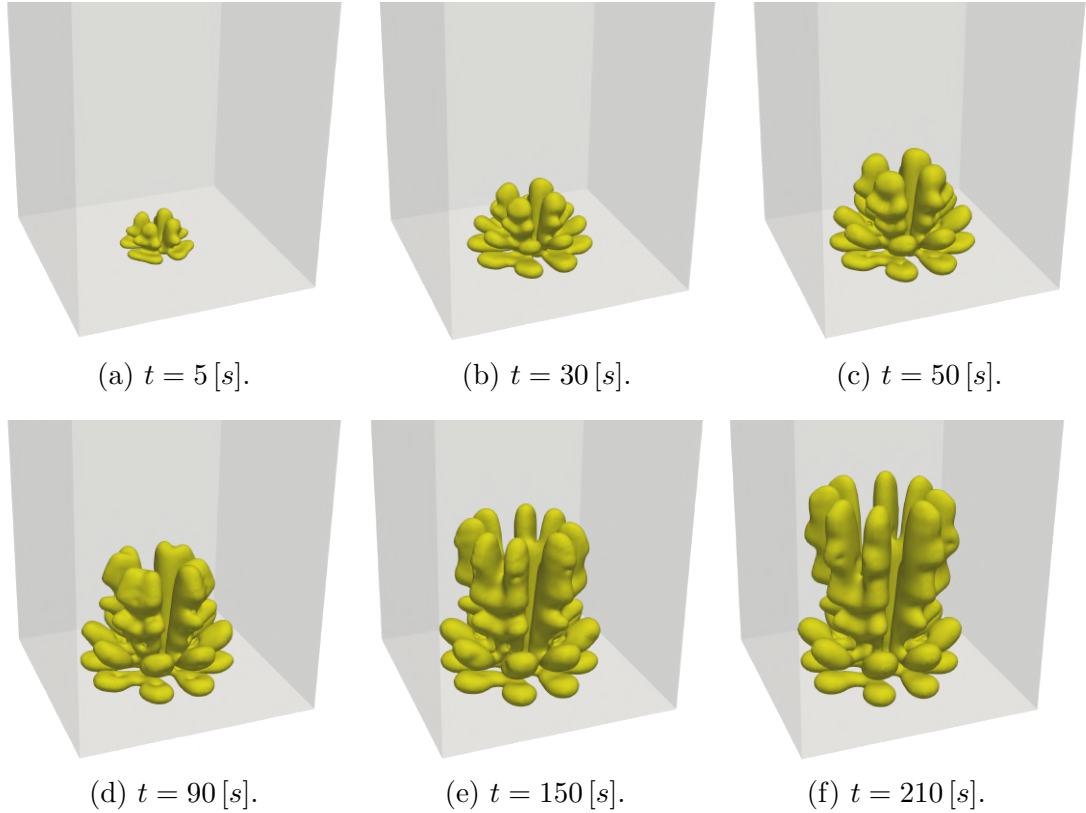 (a) t = 5 [s].
(b) t = 30 [s].
(c) t = 50 [s].
(d) t = 90 [s].
(e) t = 150 [s].
(f) t = 210 [s].